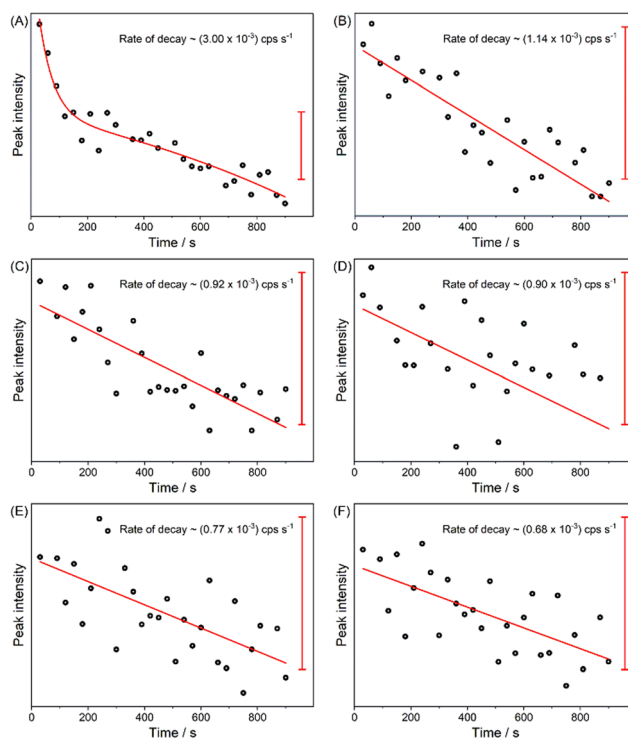 (A)
Rate of decay ~ (3.00 x 10⁻³) cps s⁻¹
Peak intensity
0 200 400 600 800
Time / s
(B)
Rate of decay ~ (1.14 x 10⁻³) cps s⁻¹
Peak intensity
0 200 400 600 800
Time / s
(C)
Rate of decay ~ (0.92 x 10⁻³) cps s⁻¹
Peak intensity
0 200 400 600 800
Time / s
(D)
Rate of decay ~ (0.90 x 10⁻³) cps s⁻¹
Peak intensity
0 200 400 600 800
Time / s
(E)
Rate of decay ~ (0.77 x 10⁻³) cps s⁻¹
Peak intensity
0 200 400 600 800
Time / s
(F)
Rate of decay ~ (0.68 x 10⁻³) cps s⁻¹
Peak intensity
0 200 400 600 800
Time / s